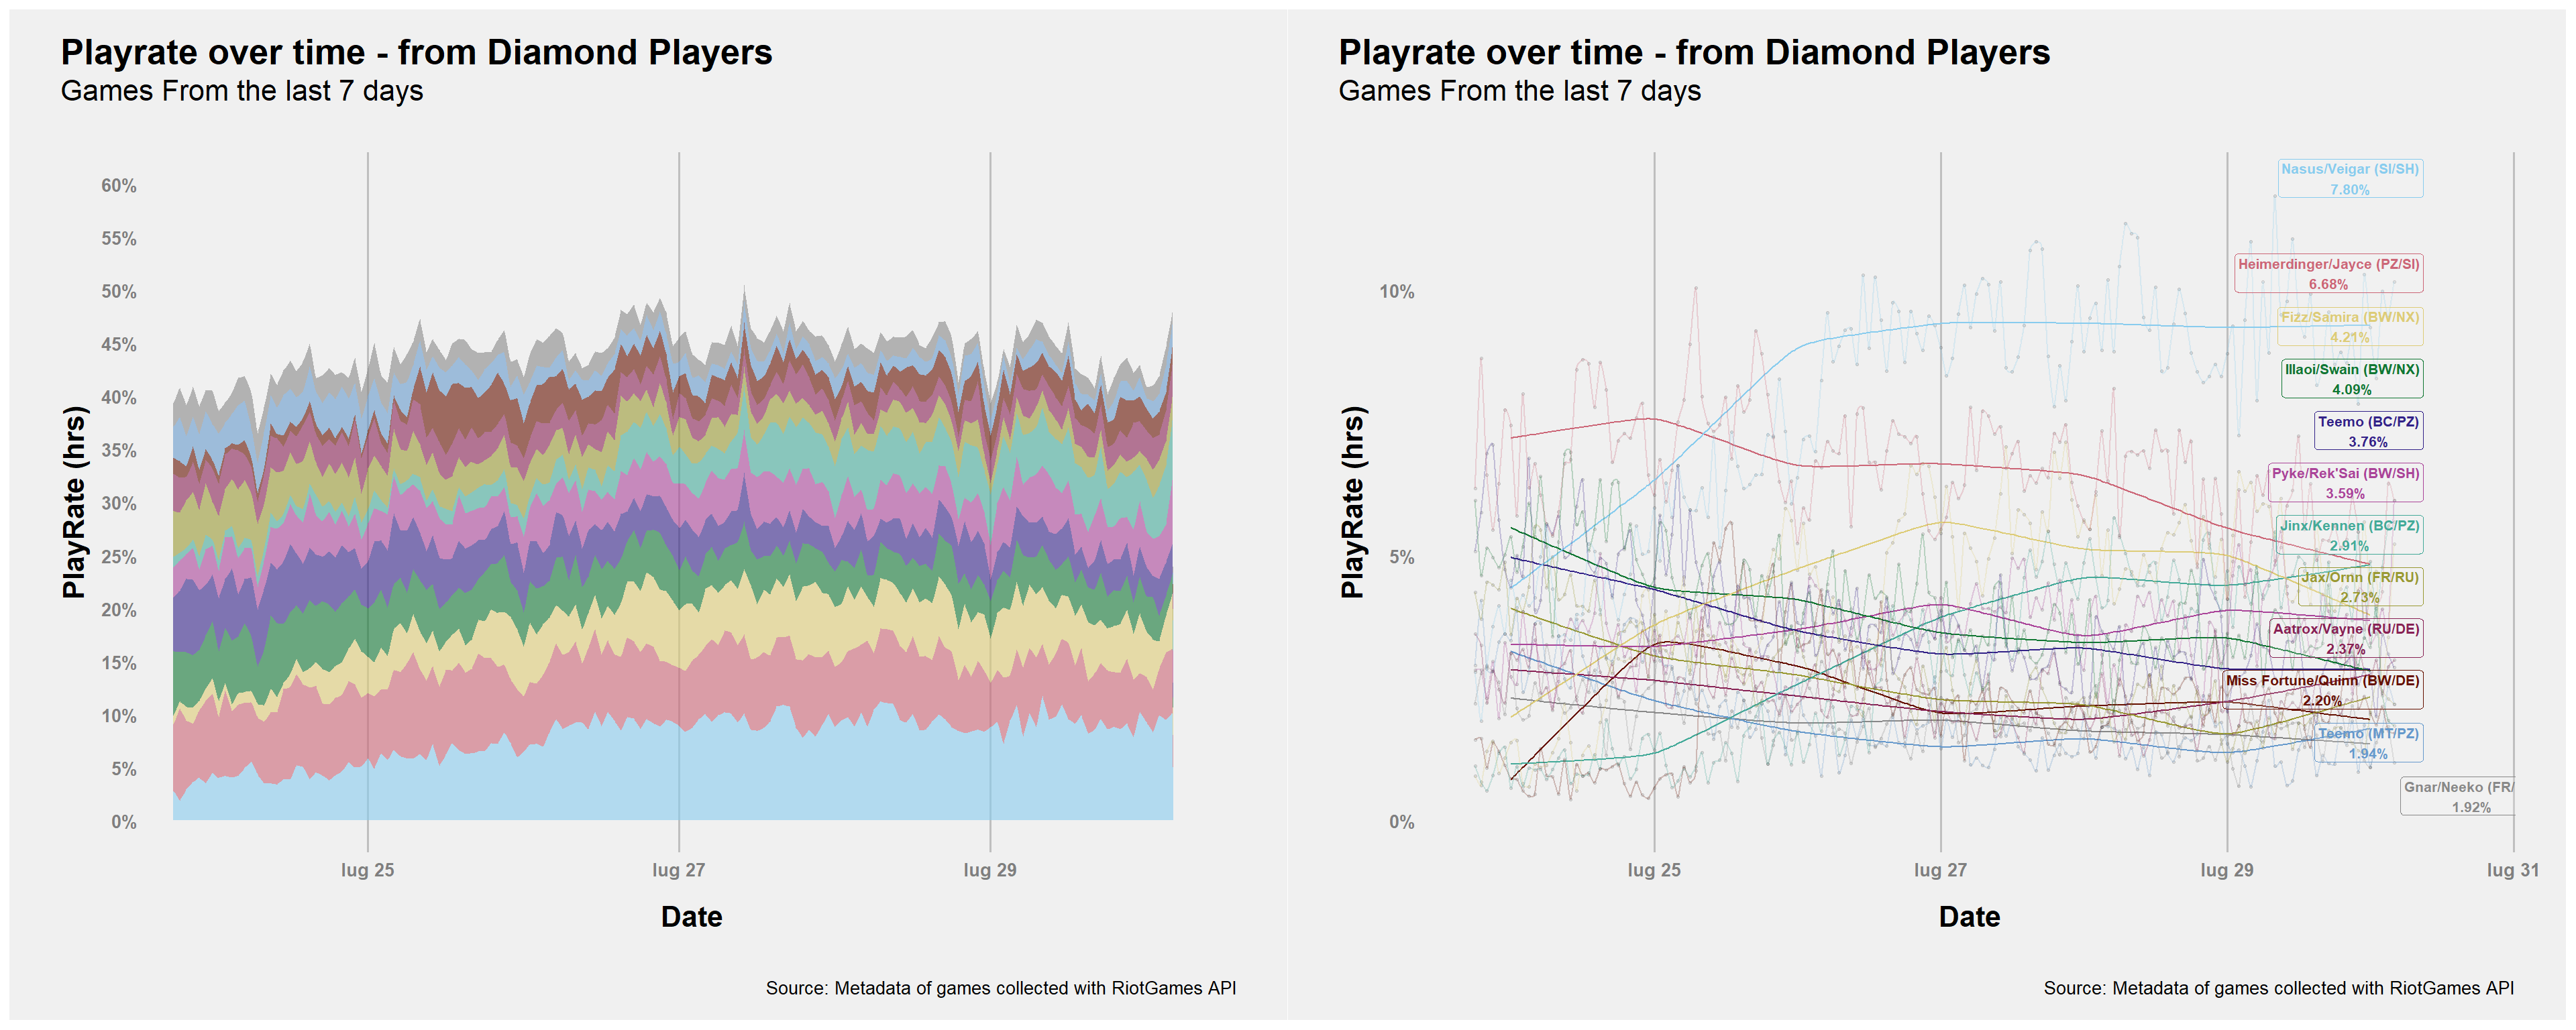 Playrate over time - from Diamond Players
Games From the last 7 days
PlayRate (hrs)
60%
55%
50%
45%
40%
35%
30%
25%
20%
15%
10%
5%
0%
lug 25
lug 27
lug 29
Date
Source: Metadata of games collected with RiotGames API
Playrate over time - from Diamond Players
Games From the last 7 days
PlayRate (hrs)
10%
5%
0%
Nasus/Veigar (SI/SH)
7.80%
Heimerdinger/Jayce (PZ/SI)
6.68%
Fizz/Samira (BW/NX)
4.21%
Illaoi/Swain (BW/NX)
4.09%
Teemo (BC/PZ)
3.76%
Pyke/Rek'Sai (BW/SH)
3.59%
Jinx/Kennen (BC/PZ)
2.91%
Jax/Ornn (FR/RU)
2.73%
Aatrox/Vayne (RU/DE)
2.37%
Miss Fortune/Quinn (BW/DE)
2.20%
Teemo (MT/PZ)
1.94%
Gnar/Neeko (FR/
1.92%
lug 25
lug 27
lug 29
lug 31
Date
Source: Metadata of games collected with RiotGames API